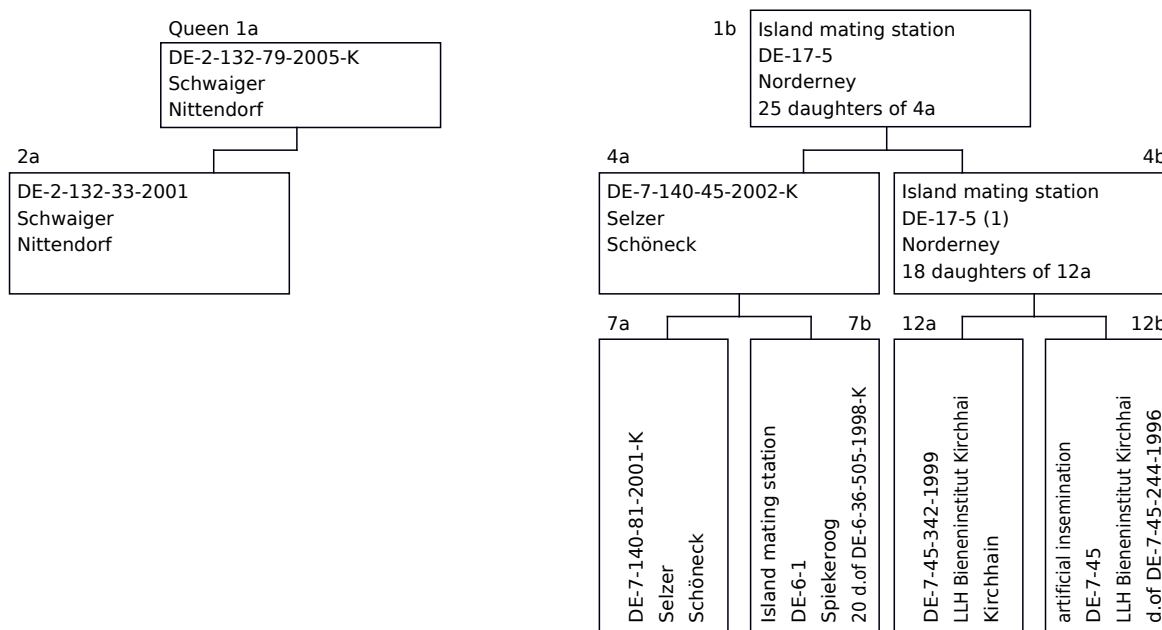 Queen 1a
DE-2-132-79-2005-K
Schwaiger
Nittendorf
1b
Island mating station
DE-17-5
Norderney
25 daughters of 4a
2a
DE-2-132-33-2001
Schwaiger
Nittendorf
4a
DE-7-140-45-2002-K
Selzer
Schöneck
4b
Island mating station
DE-17-5 (1)
Norderney
18 daughters of 12a
7a
DE-7-140-81-2001-K
Selzer
Schöneck
7b
Island mating station
DE-6-1
Spiekeroog
20 d.of DE-6-36-505-1998-K
12a
DE-7-45-342-1999
LLH Bieneninstitut Kirchhai
Kirchhain
12b
artificial insemination
DE-7-45
LLH Bieneninstitut Kirchhai
d.of DE-7-45-244-1996